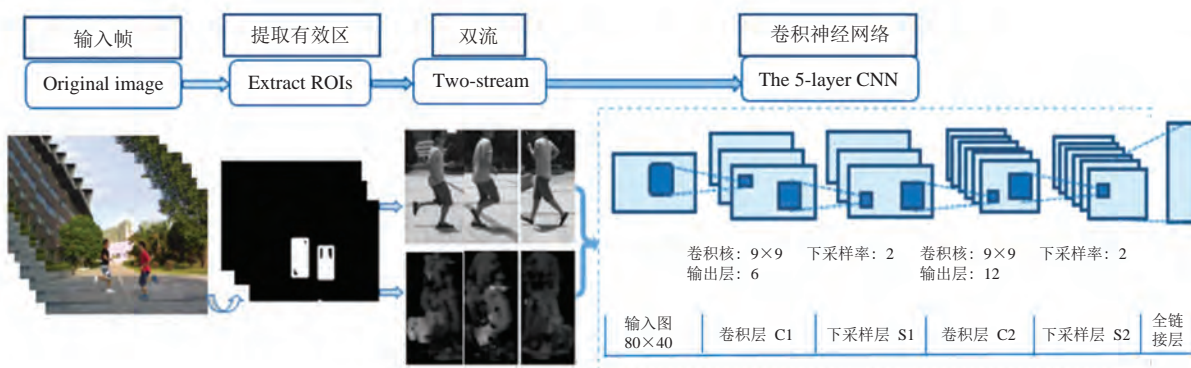 输入帧
提取有效区
双流
卷积神经网络
Original image
Extract ROIs
Two-stream
The 5-layer CNN
卷积核：9×9
输出层：6
下采样率：2
卷积核：9×9
输出层：12
下采样率：2
输入图
80×40
卷积层 C1
下采样层 S1
卷积层 C2
下采样层 S2
全链
接层